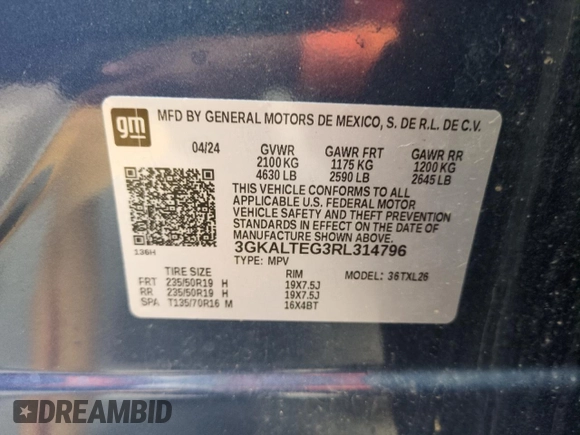 gm
MFD BY GENERAL MOTORS DE MEXICO, S. DE R.L. DE C.V.
04/24 GVWR GAWR FRT GAWR RR
2100 KG 1175 KG 1200 KG
4630 LB 2590 LB 2645 LB
THIS VEHICLE CONFORMS TO ALL
APPLICABLE U.S. FEDERAL MOTOR
VEHICLE SAFETY AND THEFT PREVENTION
STANDARDS IN EFFECT ON THE DATE OF
MANUFACTURE SHOWN ABOVE.
136H
3GKALTEG3RL314796
TYPE: MPV MODEL: 36TXL26
TIRE SIZE RIM
FRT 235/50R19 H 19X7.5J
RR 235/50R19 H 19X7.5J
SPA T135/70R16 M 16X4BT
DREAMBID